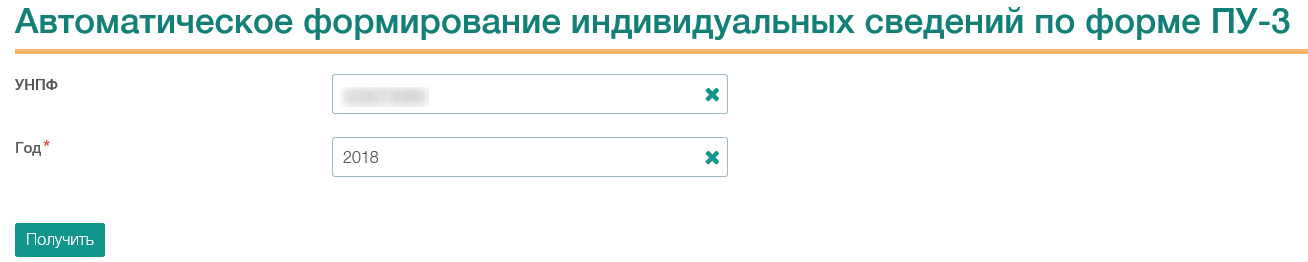 Автоматическое формирование индивидуальных сведений по форме ПУ-3
УНПФ
Год*
2018
Получить